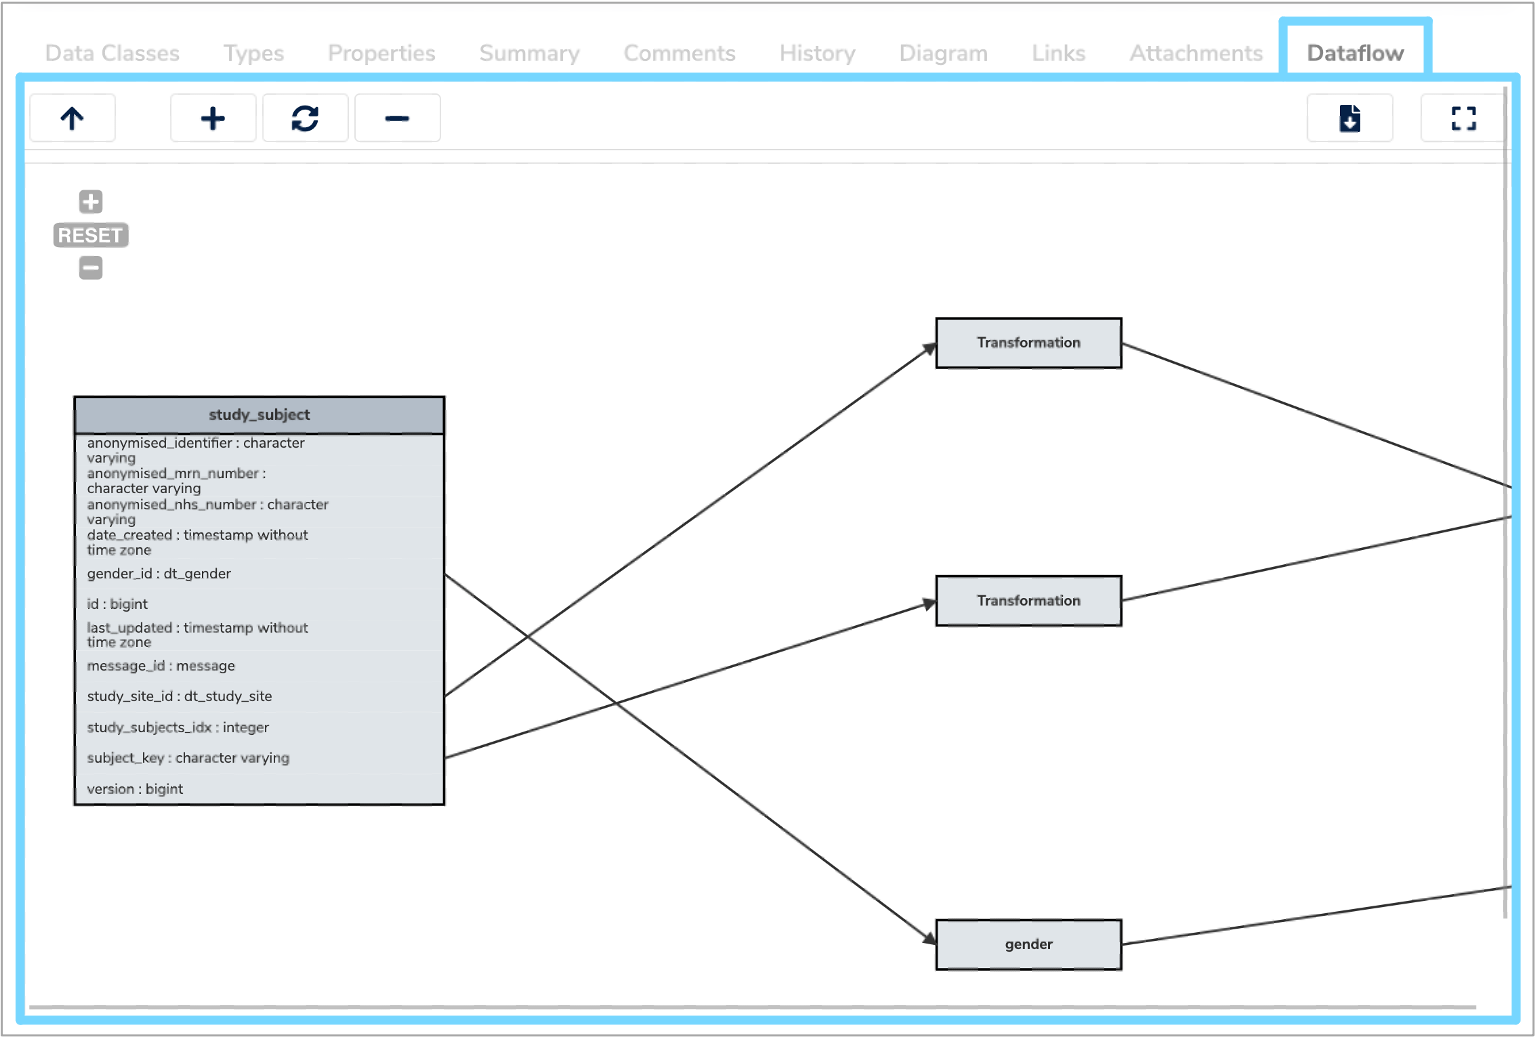 Data Classes Types Properties Summary Comments History Diagram Links Attachments Dataflow
RESET
study_subject
anonymised_identifier : character
varying
anonymised_mrn_number :
character varying
anonymised_nhs_number : character
varying
date_created : timestamp without
time zone
gender_id : dt_gender
id : bigint
last_updated : timestamp without
time zone
message_id : message
study_site_id : dt_study_site
study_subjects_idx : integer
subject_key : character varying
version : bigint
Transformation
Transformation
gender